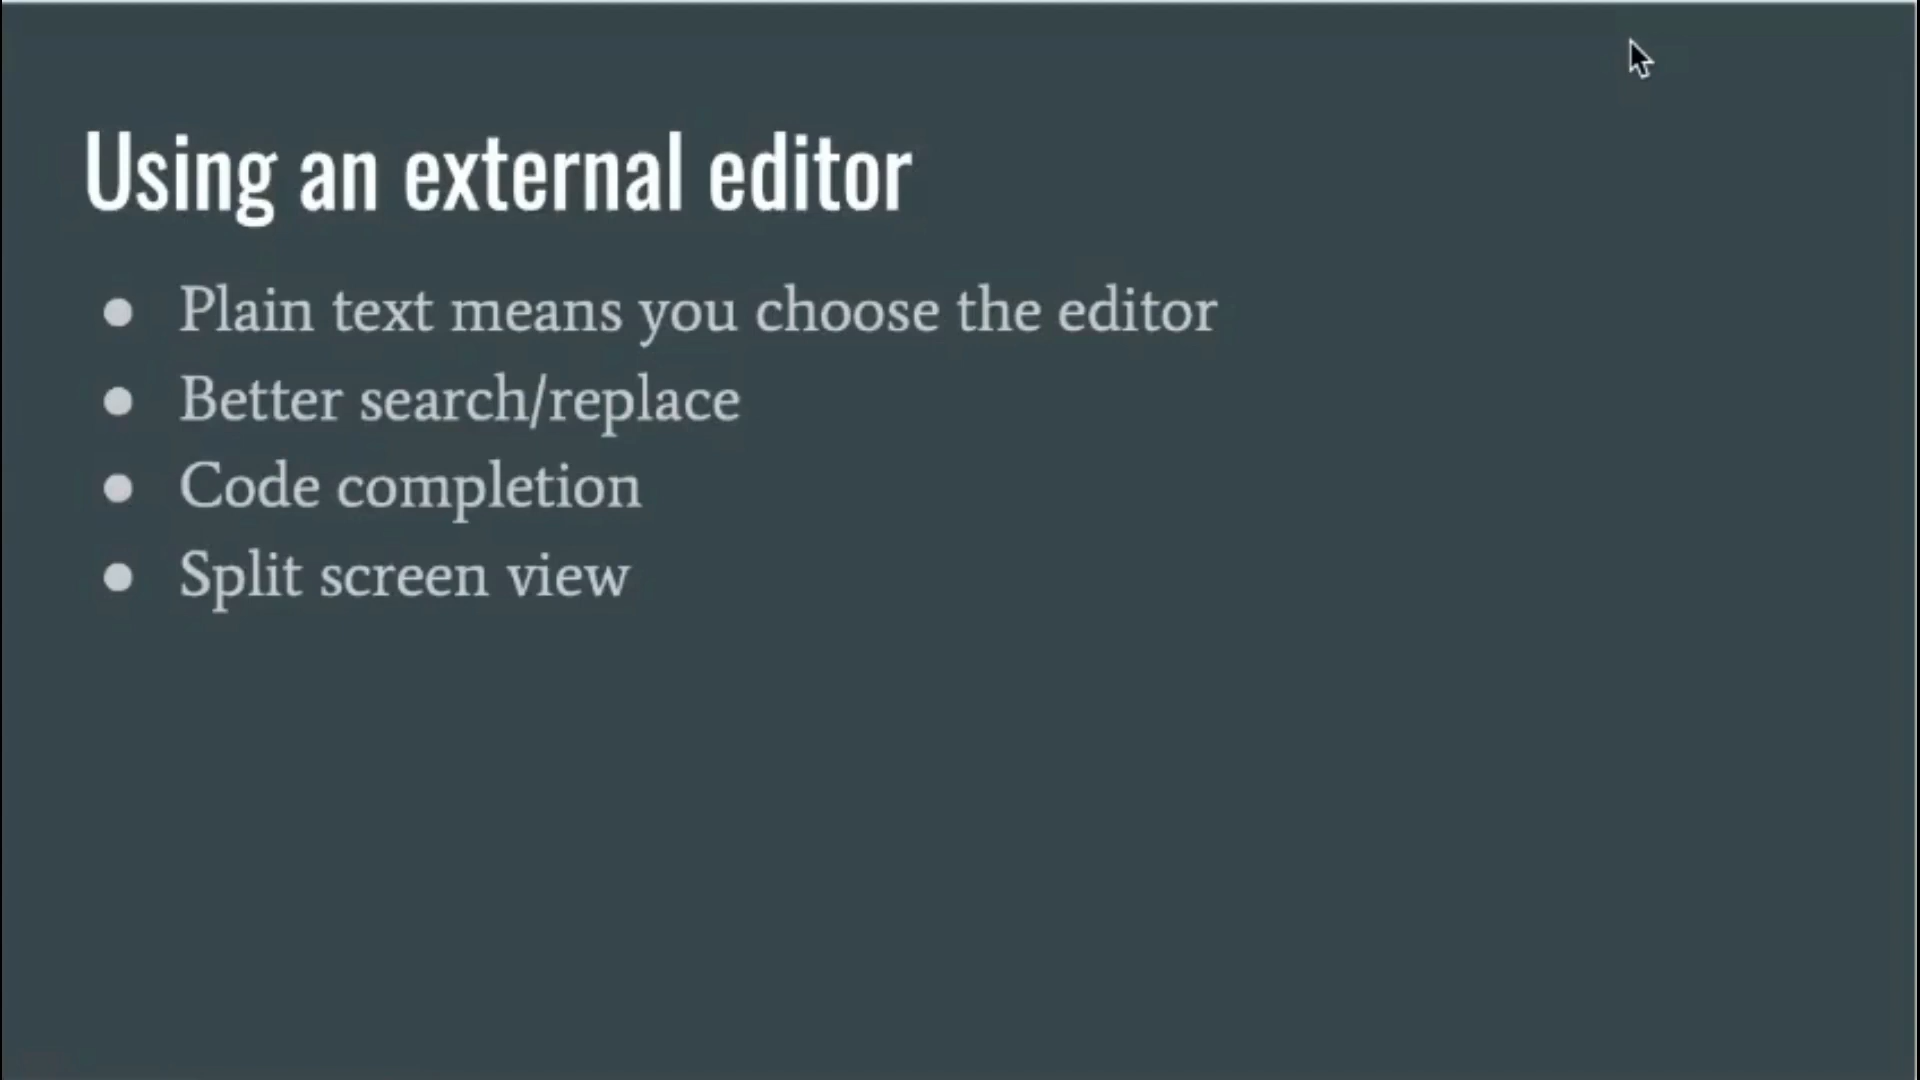 Using an external editor
● Plain text means you choose the editor
● Better search/replace
● Code completion
● Split screen view